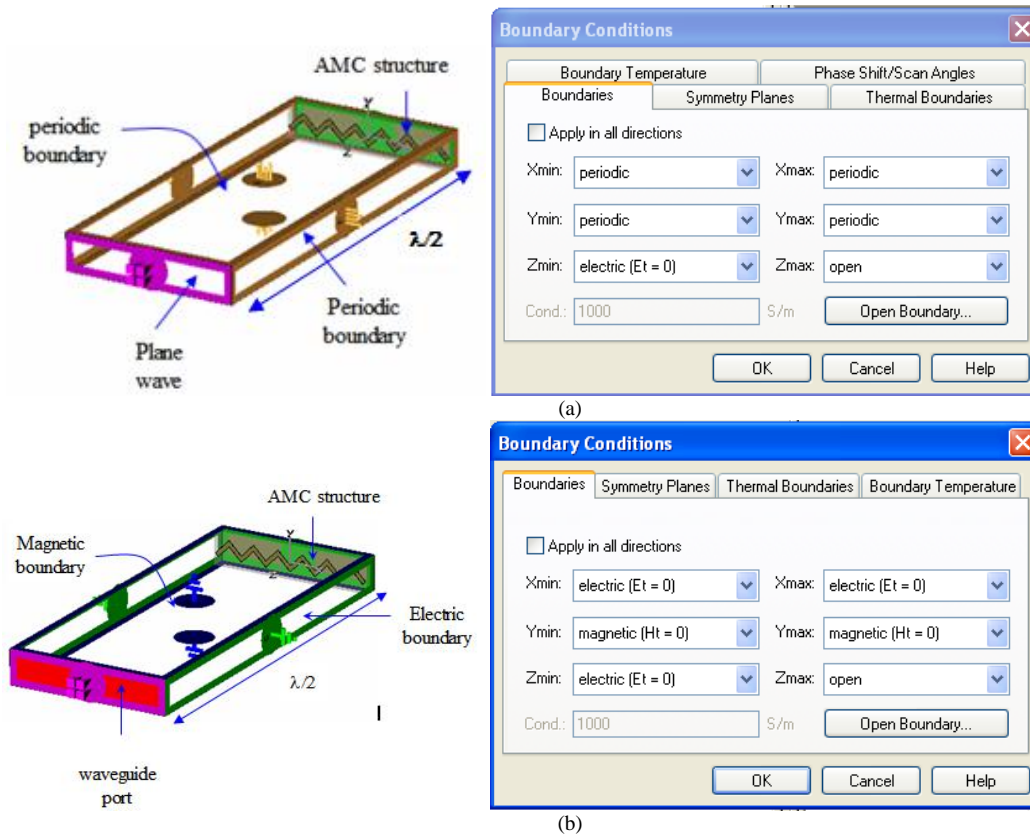 AMC structure
periodic
boundary
λ/2
Periodic
boundary
Plane
wave
Boundary Conditions
Boundary Temperature Phase Shift/Scan Angles
Boundaries Symmetry Planes Thermal Boundaries
Apply in all directions
Xmin: periodic Xmax: periodic
Ymin: periodic Ymax: periodic
Zmin: electric (Et = 0) Zmax: open
Cond.: 1000 S/m Open Boundary...
OK Cancel Help
(a)
AMC structure
Magnetic
boundary
Electric
boundary
λ/2
waveguide
port
Boundary Conditions
Boundaries Symmetry Planes Thermal Boundaries Boundary Temperature
Apply in all directions
Xmin: electric (Et = 0) Xmax: electric (Et = 0)
Ymin: magnetic (Ht = 0) Ymax: magnetic (Ht = 0)
Zmin: electric (Et = 0) Zmax: open
Cond.: 1000 S/m Open Boundary...
OK Cancel Help
(b)